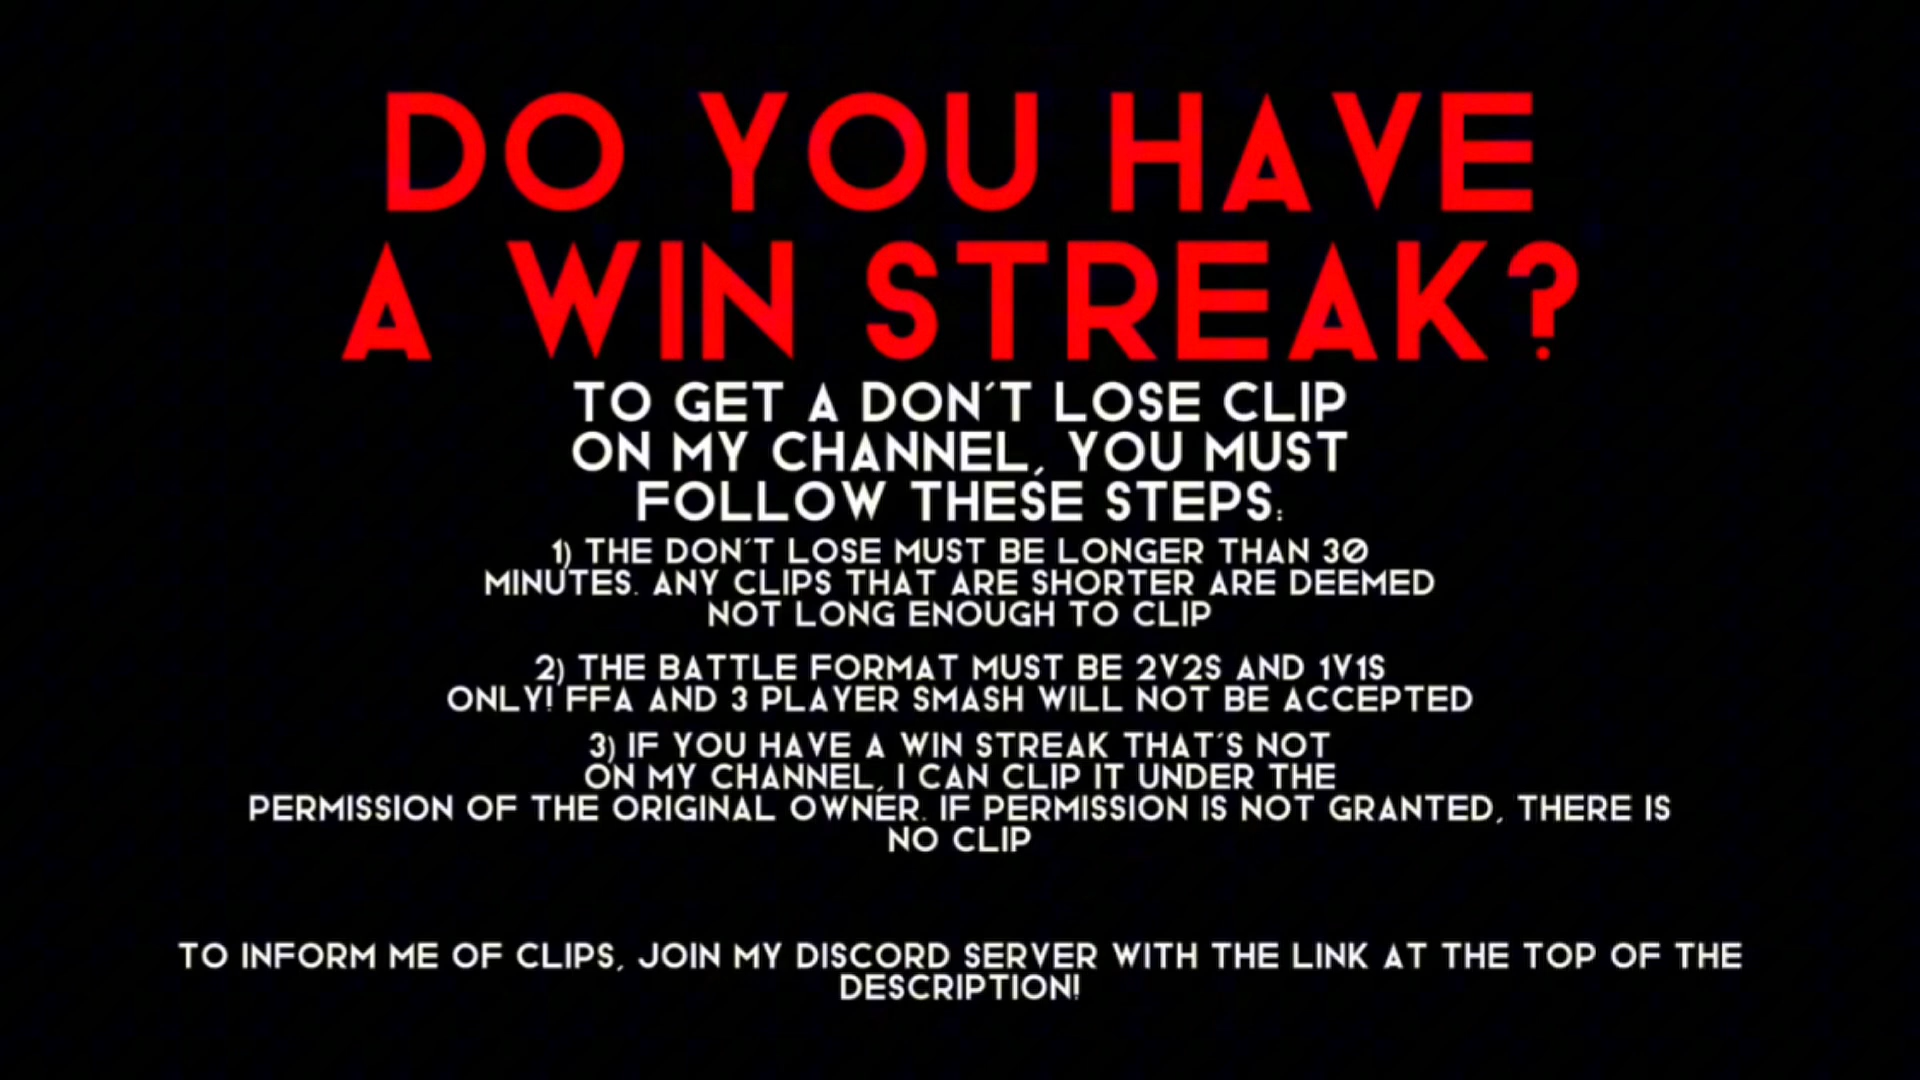 DO YOU HAVE
A WIN STREAK?
TO GET A DON'T LOSE CLIP
ON MY CHANNEL, YOU MUST
FOLLOW THESE STEPS:
1) THE DON'T LOSE MUST BE LONGER THAN 30
MINUTES. ANY CLIPS THAT ARE SHORTER ARE DEEMED
NOT LONG ENOUGH TO CLIP
2) THE BATTLE FORMAT MUST BE 2V2S AND 1V1S
ONLY! FFA AND 3 PLAYER SMASH WILL NOT BE ACCEPTED
3) IF YOU HAVE A WIN STREAK THAT'S NOT
ON MY CHANNEL, I CAN CLIP IT UNDER THE
PERMISSION OF THE ORIGINAL OWNER. IF PERMISSION IS NOT GRANTED, THERE IS
NO CLIP
TO INFORM ME OF CLIPS, JOIN MY DISCORD SERVER WITH THE LINK AT THE TOP OF THE
DESCRIPTION!